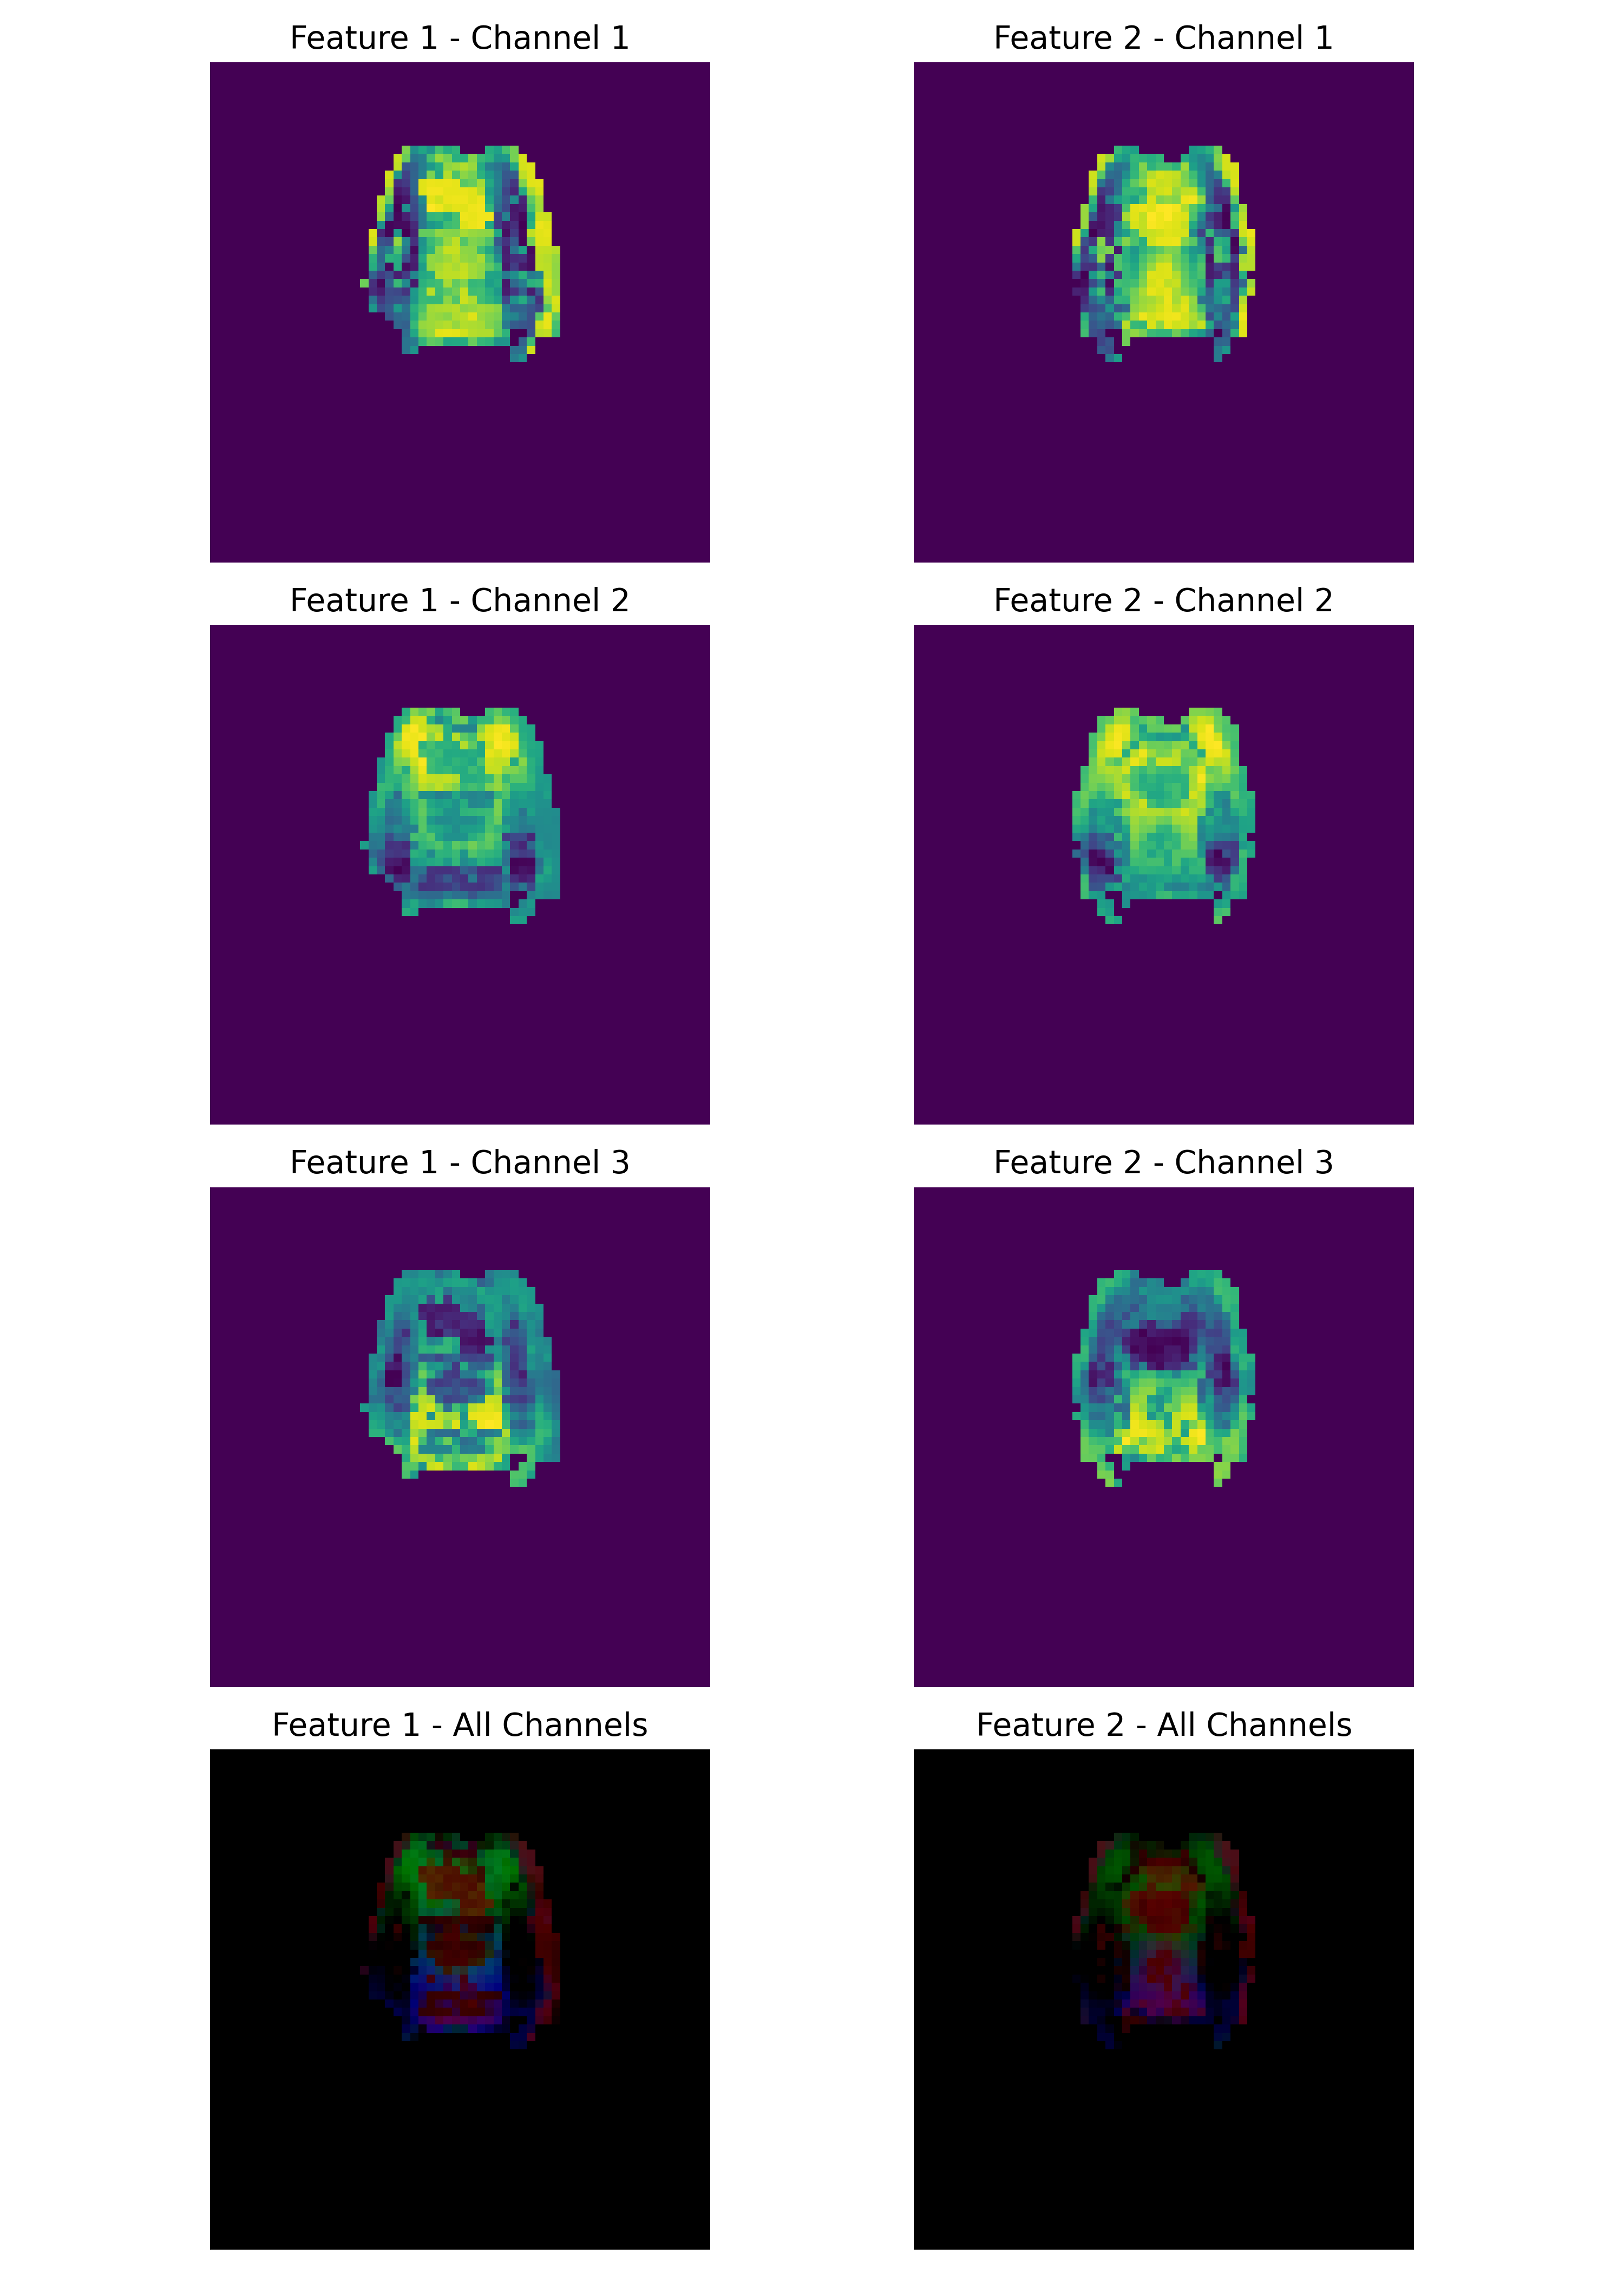 Feature 1 - Channel 1
Feature 2 - Channel 1
Feature 1 - Channel 2
Feature 2 - Channel 2
Feature 1 - Channel 3
Feature 2 - Channel 3
Feature 1 - All Channels
Feature 2 - All Channels